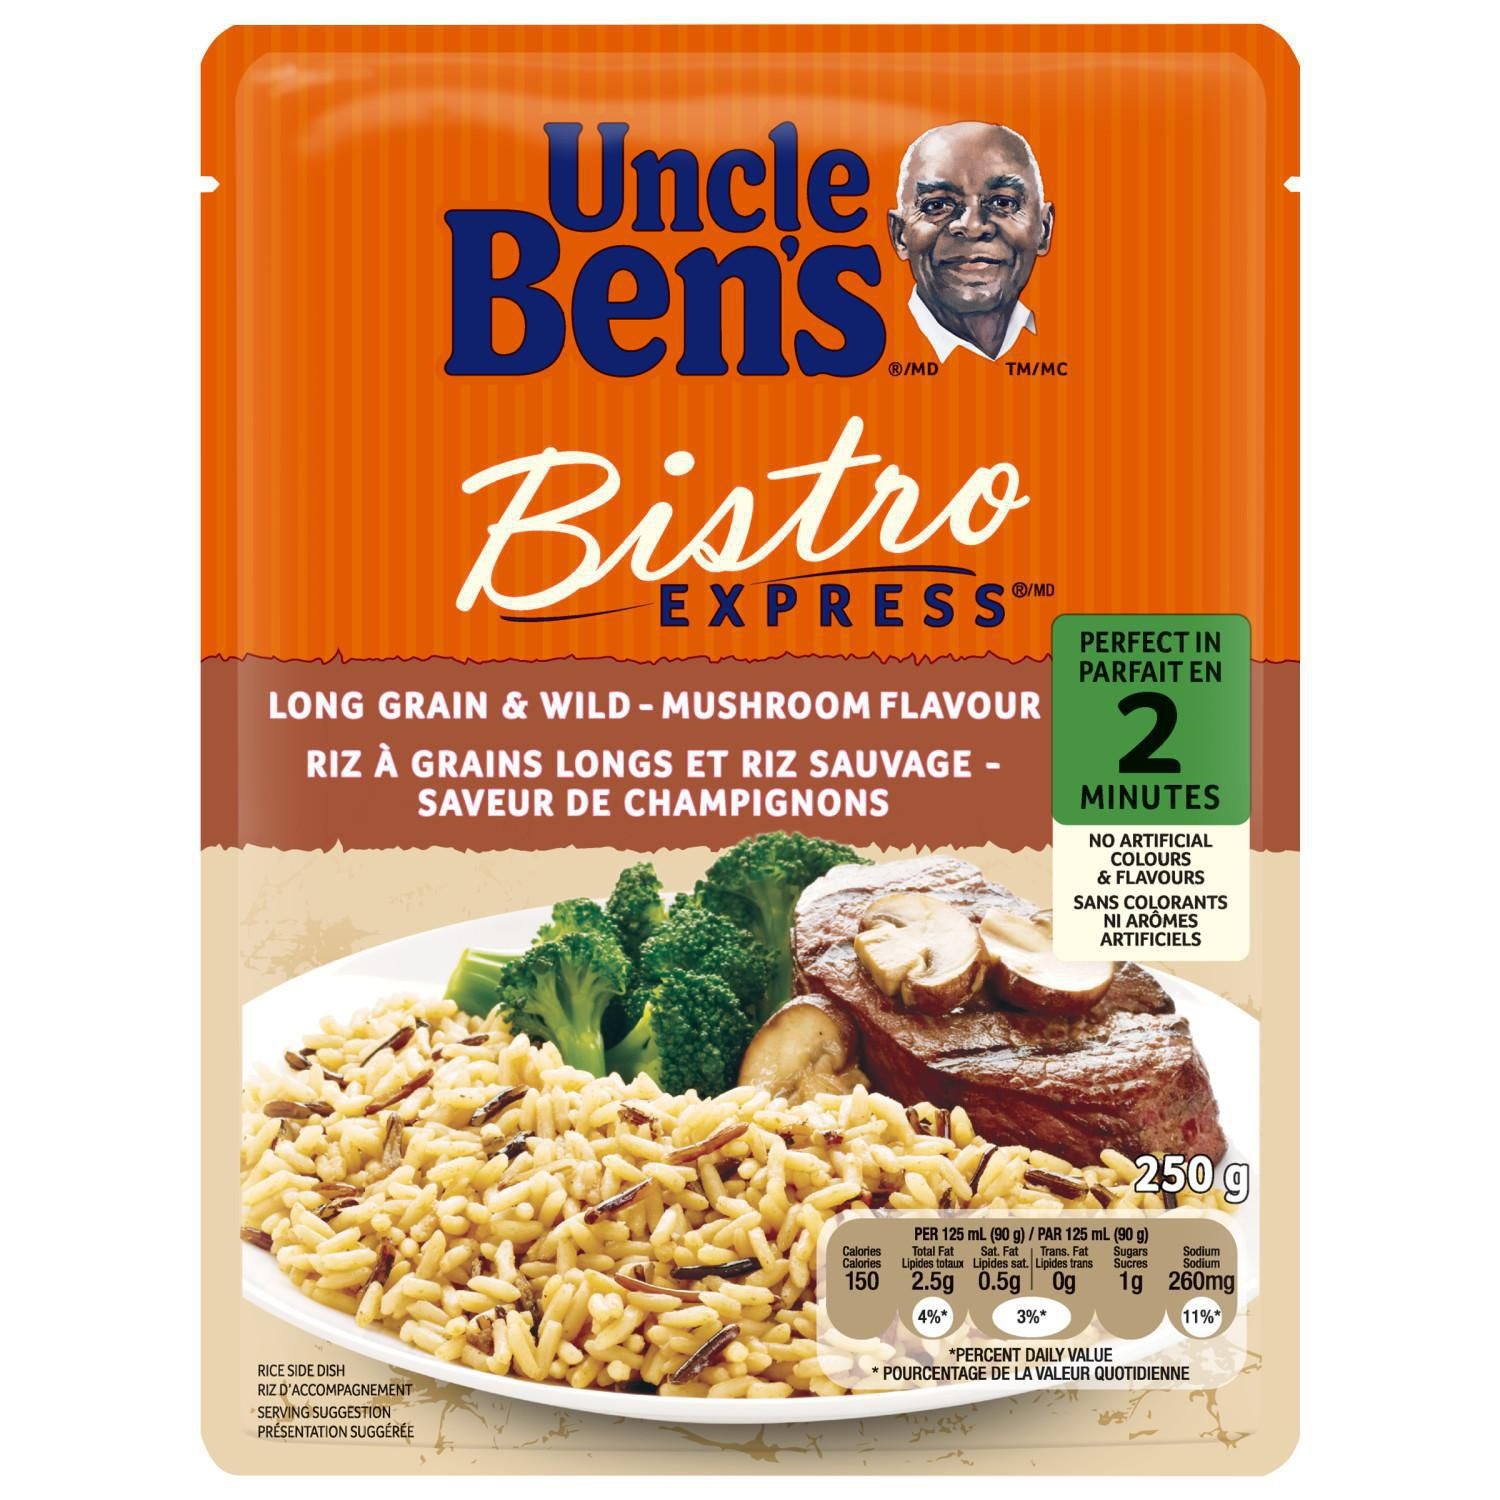 Uncle
Ben's
®/MD TM/MC
Bistro
EXPRESS®/MD
PERFECT IN
PARFAIT EN
2
MINUTES
LONG GRAIN & WILD - MUSHROOM FLAVOUR
RIZ À GRAINS LONGS ET RIZ SAUVAGE -
SAVEUR DE CHAMPIGNONS
NO ARTIFICIAL
COLOURS
& FLAVOURS
SANS COLORANTS
NI ARÔMES
ARTIFICIELS
250 g
PER 125 mL (90 g) / PAR 125 mL (90 g)
Calories Total Fat Sat. Fat Trans. Fat Sugars Sodium
Calories Lipides totaux Lipides sat. Lipides trans Sucres Sodium
150 2.5g 0.5g 0g 1g 260mg
4%* 3%* 11%*
*PERCENT DAILY VALUE
* POURCENTAGE DE LA VALEUR QUOTIDIENNE
RICE SIDE DISH
RIZ D'ACCOMPAGNEMENT
SERVING SUGGESTION
PRÉSENTATION SUGGÉRÉE